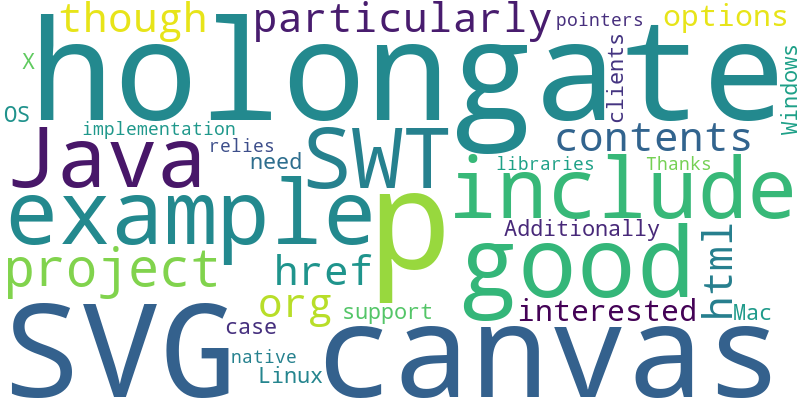 though particularly pointers options
X holongate clients Windows
OS
implementation
Java relies SWT contents
need libraries Thanks
example p include
Additionally
project href good html
org support interested Mac
SVG case canvas
native
Linux